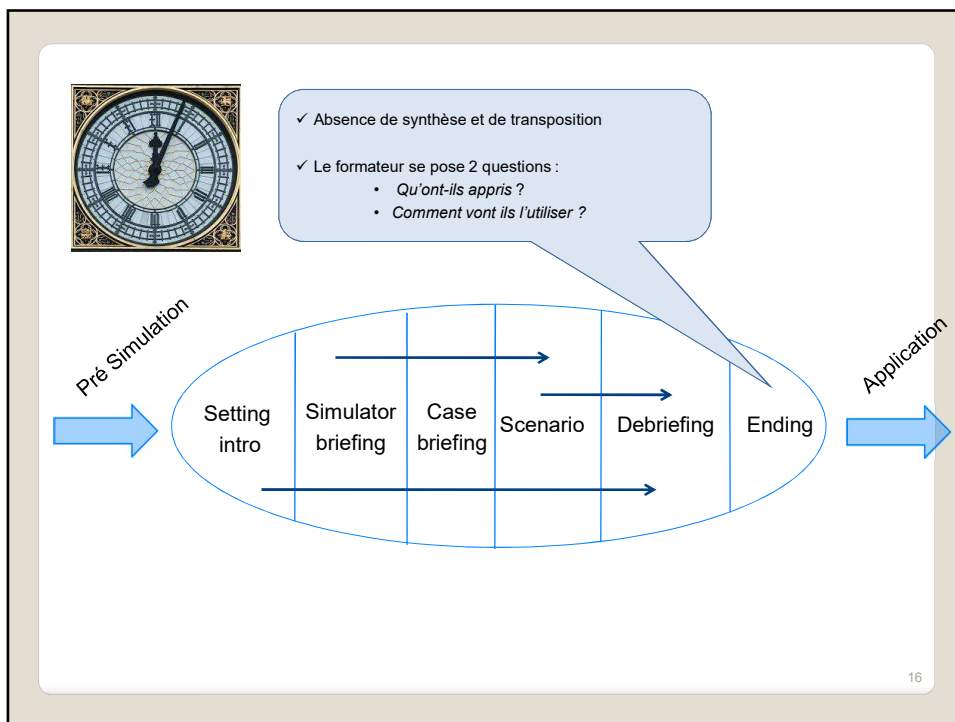 ✓ Absence de synthèse et de transposition
✓ Le formateur se pose 2 questions :
• Qu'ont-ils appris ?
• Comment vont ils l'utiliser ?
Pré Simulation
Setting
intro
Simulator
briefing
Case
briefing
Scenario
Debriefing
Ending
Application
16